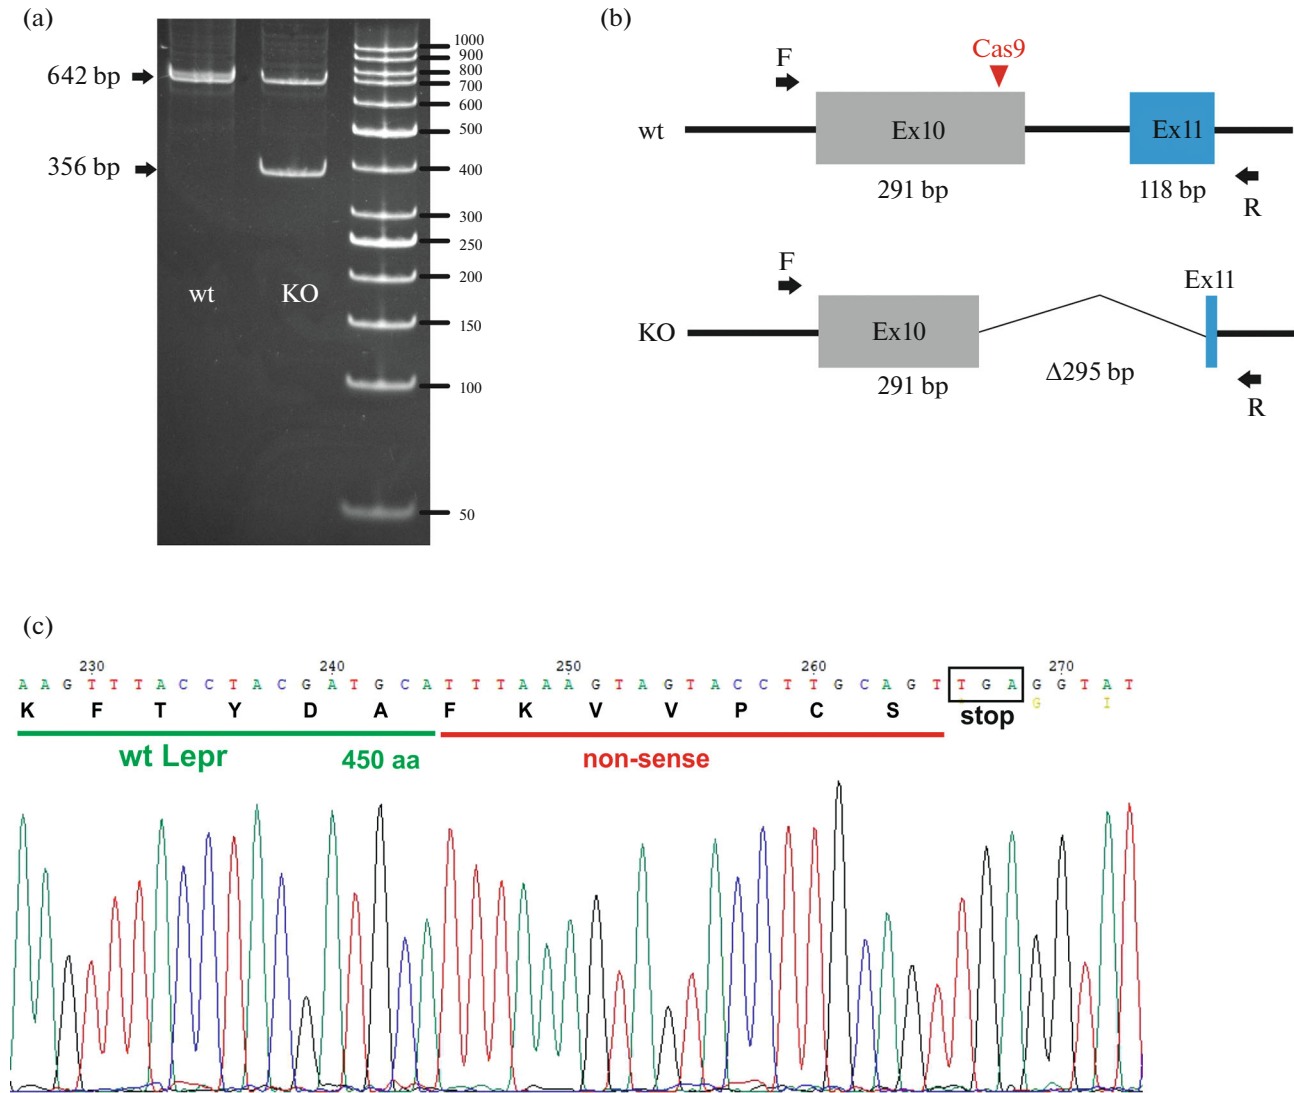 (a)
642 bp
356 bp
wt
KO
1000
900
800
700
600
500
400
300
250
200
150
100
50
(b)
F
Cas9
wt
Ex10
Ex11
291 bp
118 bp
R
F
Ex11
KO
Ex10
291 bp
Δ295 bp
R
(c)
230 240 250 260 270
A A G T T T A C C T A C G A T G C A T T T A A A G T A G T A C C T T G C A G T T G A G G T A T
K F T Y D A F K V V P C S stop G I
wt Lepr 450 aa non-sense